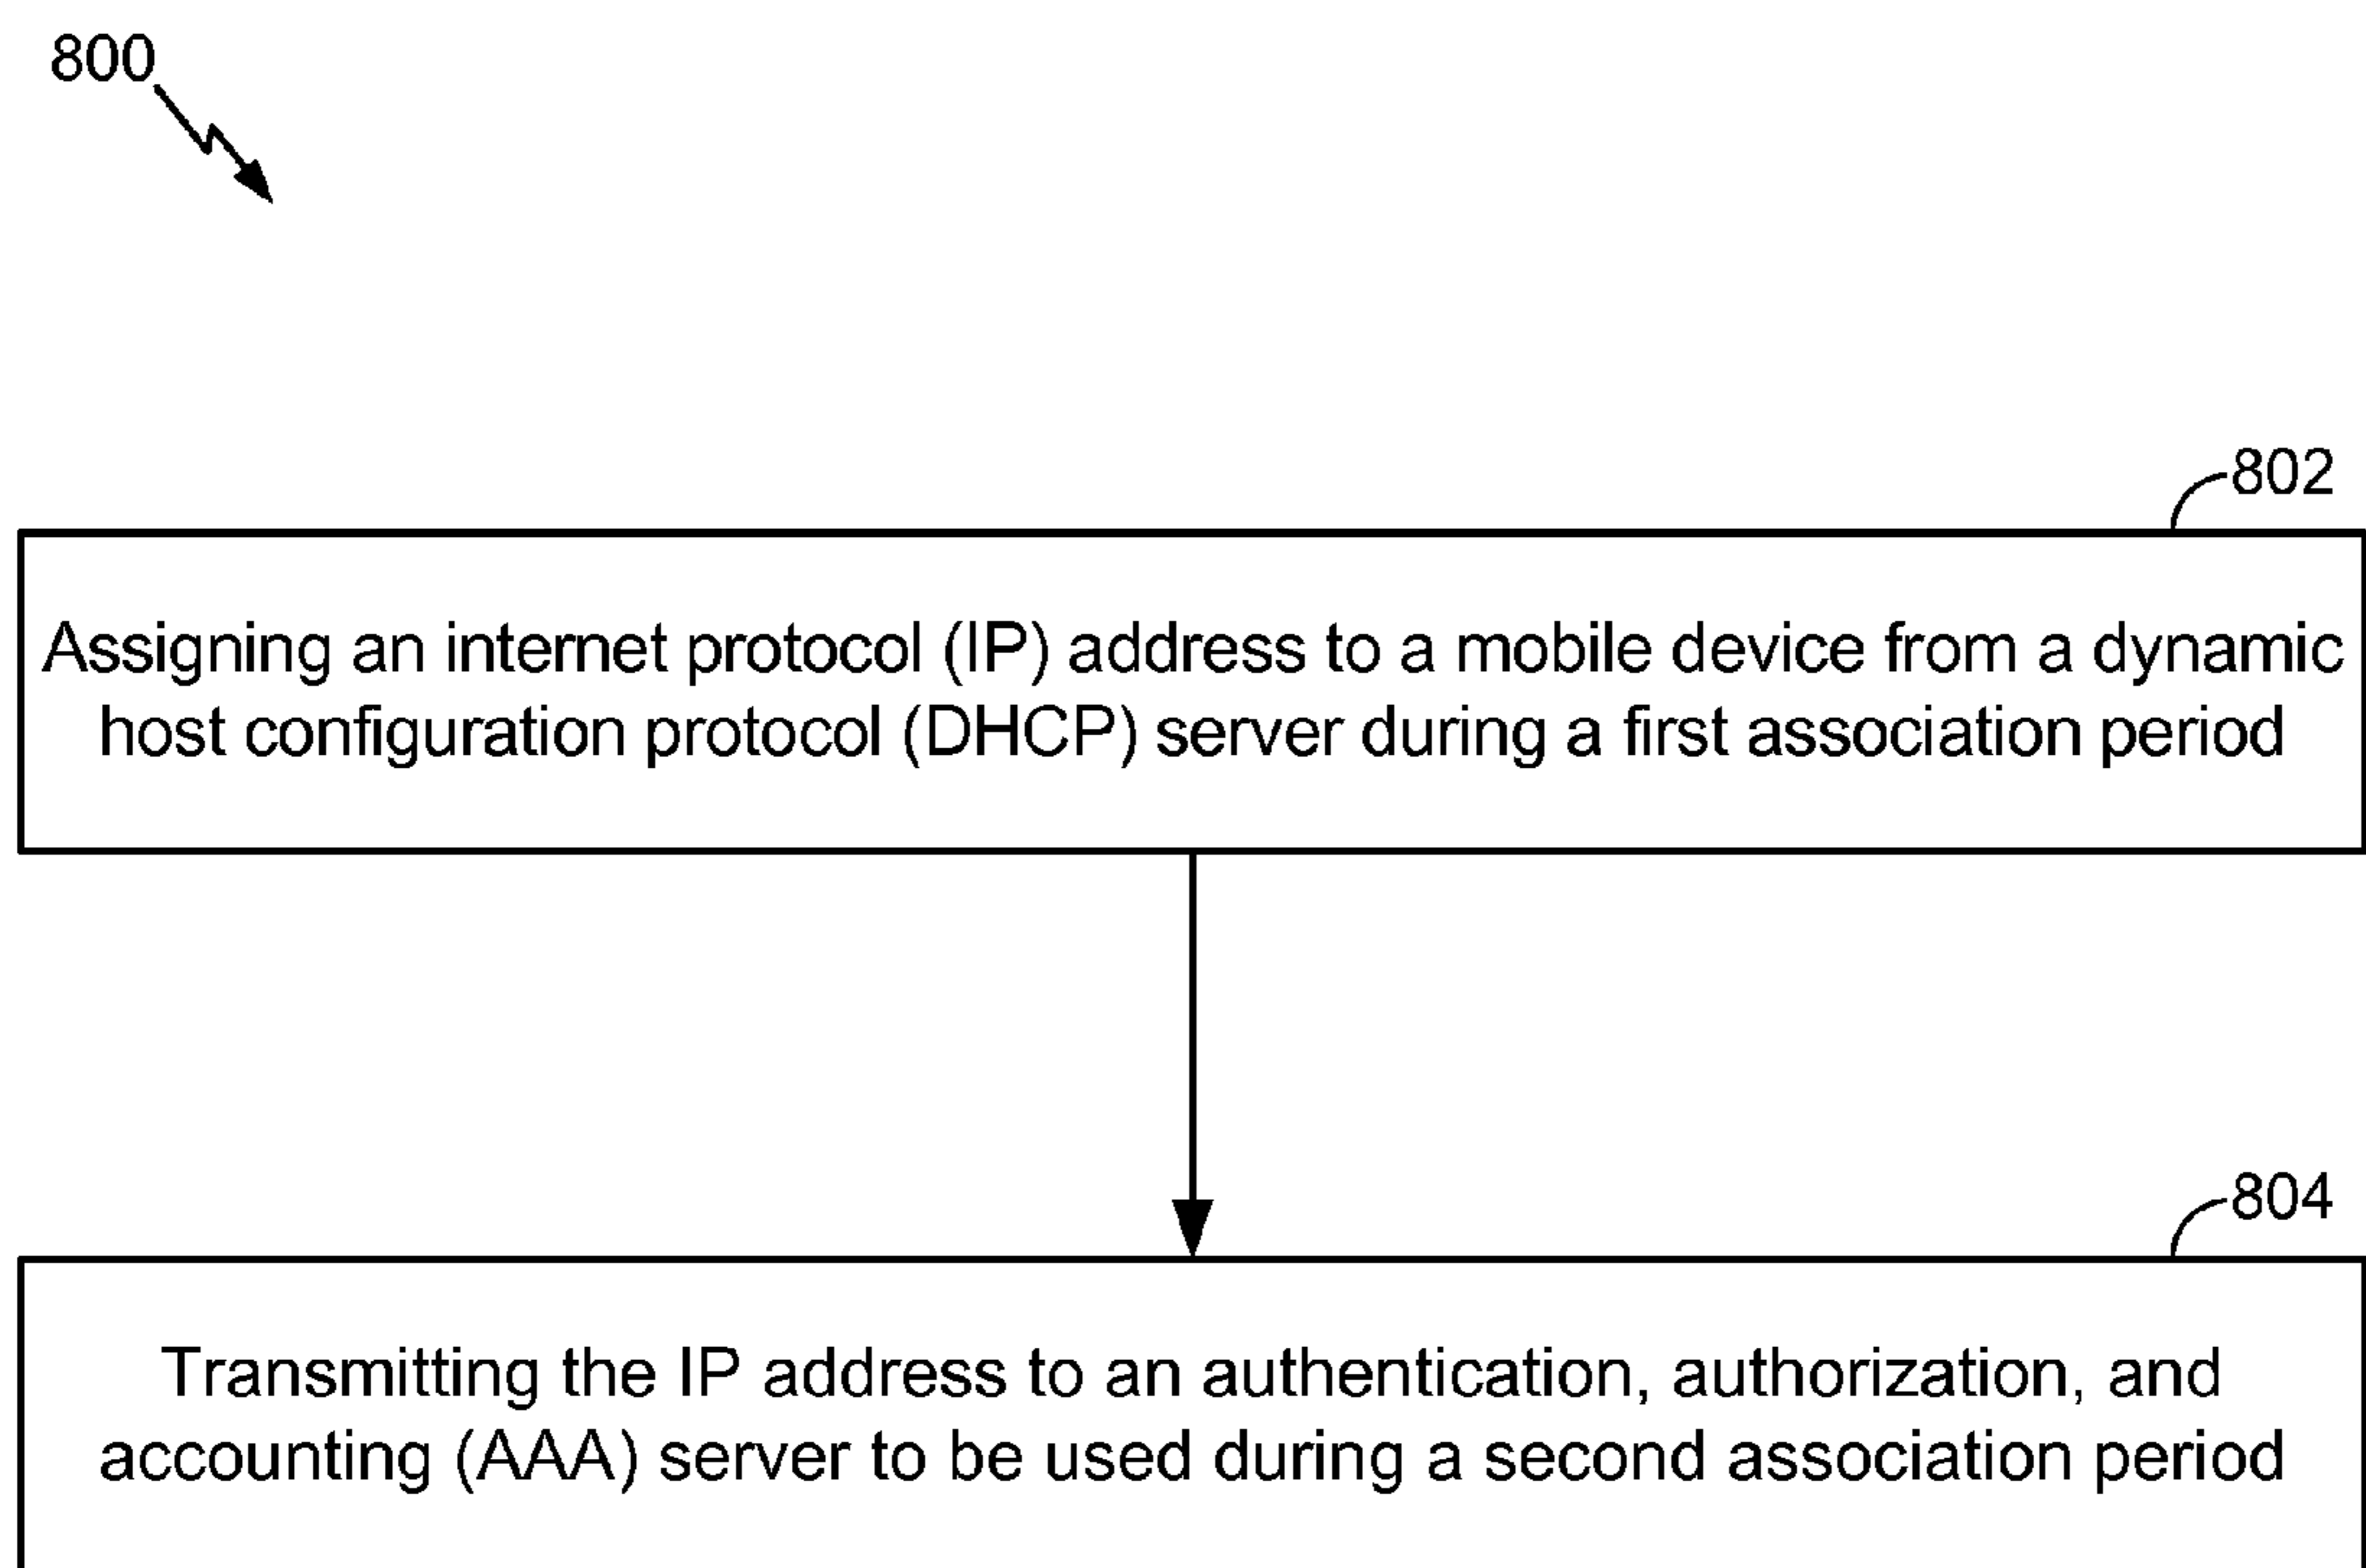 800
802
Assigning an internet protocol (IP) address to a mobile device from a dynamic
host configuration protocol (DHCP) server during a first association period
804
Transmitting the IP address to an authentication, authorization, and
accounting (AAA) server to be used during a second association period